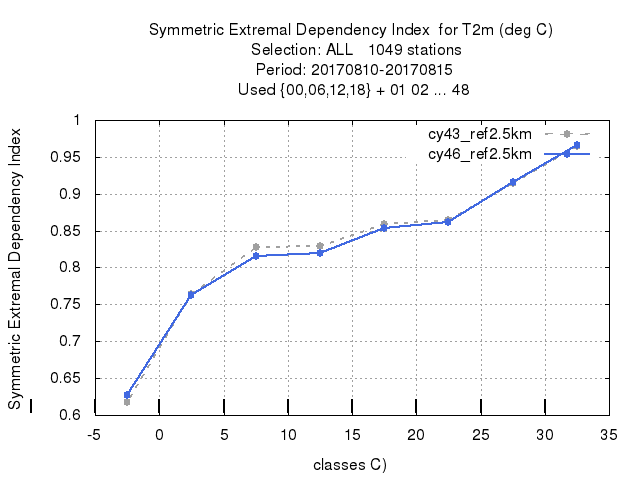 Symmetric Extremal Dependency Index for T2m (deg C)
Selection: ALL 1049 stations
Period: 20170810-20170815
Used {00,06,12,18} + 01 02 ... 48
cy43_ref2.5km
cy46_ref2.5km
Symmetric Extremal Dependency Index
1
0.95
0.9
0.85
0.8
0.75
0.7
0.65
0.6
-5 0 5 10 15 20 25 30 35
classes C)